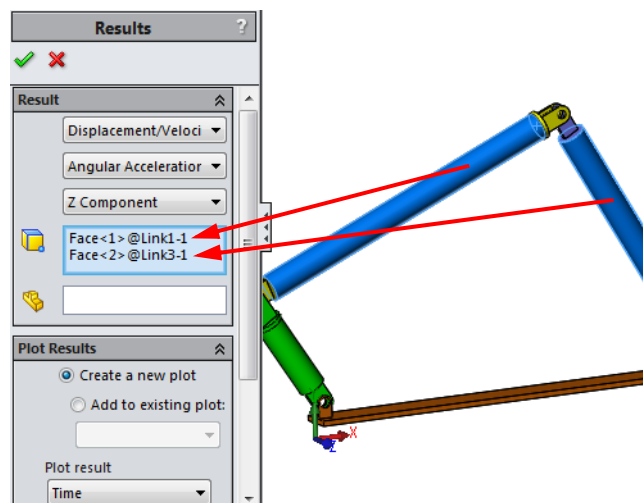 Results
?
Result
Displacement/Veloci
Angular Acceleratior
Z Component
Face<1>@Link1-1
Face<2>@Link3-1
Plot Results
Create a new plot
Add to existing plot:
Plot result
Time
X
Z